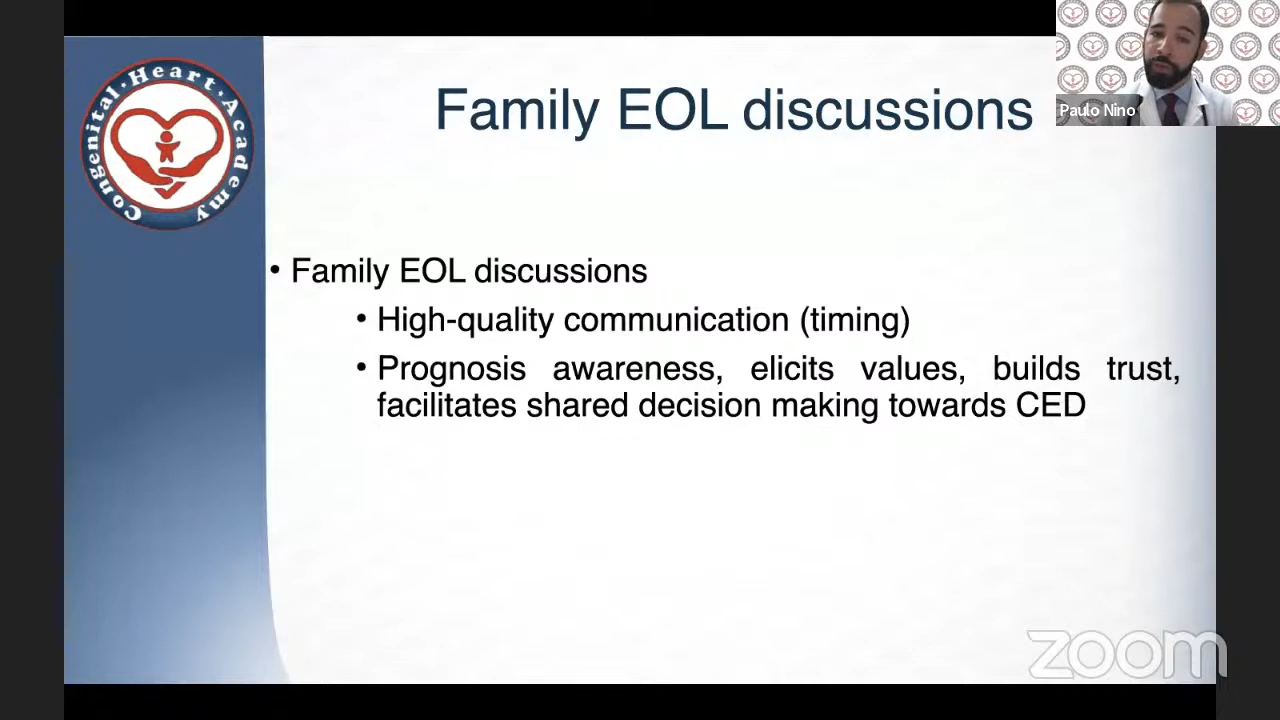 Congenital · Heart · Academy
Family EOL discussions
Paulo Nino
• Family EOL discussions
• High-quality communication (timing)
• Prognosis awareness, elicits values, builds trust,
facilitates shared decision making towards CED
zoom